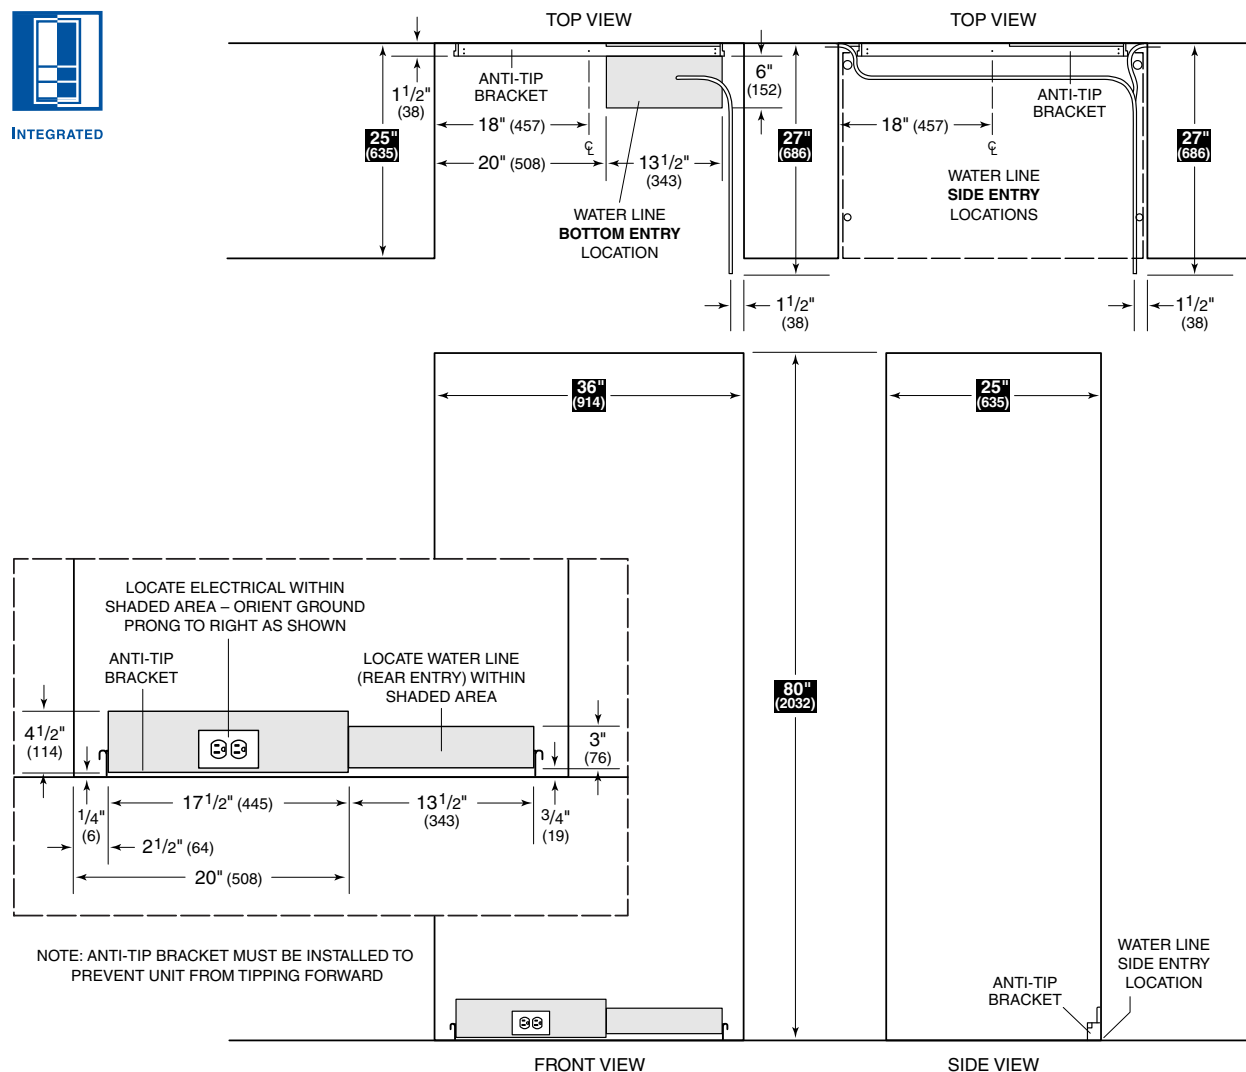 INTEGRATED
TOP VIEW
ANTI-TIP
BRACKET
1 1/2"
(38)
25"
(635)
18" (457)
℄
20" (508)
13 1/2"
(343)
6"
(152)
27"
(686)
WATER LINE
BOTTOM ENTRY
LOCATION
1 1/2"
(38)
TOP VIEW
ANTI-TIP
BRACKET
18" (457)
℄
27"
(686)
WATER LINE
SIDE ENTRY
LOCATIONS
1 1/2"
(38)
36"
(914)
25"
(635)
80"
(2032)
LOCATE ELECTRICAL WITHIN
SHADED AREA – ORIENT GROUND
PRONG TO RIGHT AS SHOWN
ANTI-TIP
BRACKET
LOCATE WATER LINE
(REAR ENTRY) WITHIN
SHADED AREA
4 1/2"
(114)
3"
(76)
1/4"
(6)
17 1/2" (445)
13 1/2"
(343)
3/4"
(19)
2 1/2" (64)
20" (508)
NOTE: ANTI-TIP BRACKET MUST BE INSTALLED TO
PREVENT UNIT FROM TIPPING FORWARD
WATER LINE
SIDE ENTRY
LOCATION
ANTI-TIP
BRACKET
FRONT VIEW
SIDE VIEW